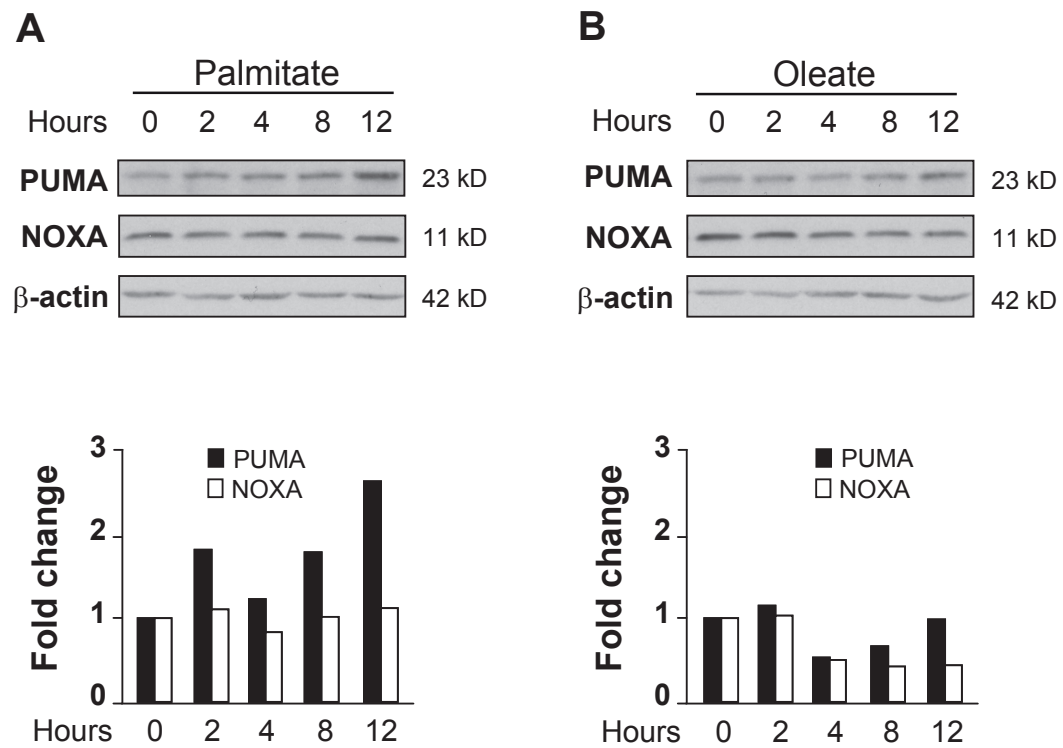 A
Palmitate
Hours 0 2 4 8 12
PUMA 23 kD
NOXA 11 kD
β-actin 42 kD
3
2
1
0
Fold change
PUMA
NOXA
Hours 0 2 4 8 12
B
Oleate
Hours 0 2 4 8 12
PUMA 23 kD
NOXA 11 kD
β-actin 42 kD
3
2
1
0
Fold change
PUMA
NOXA
Hours 0 2 4 8 12